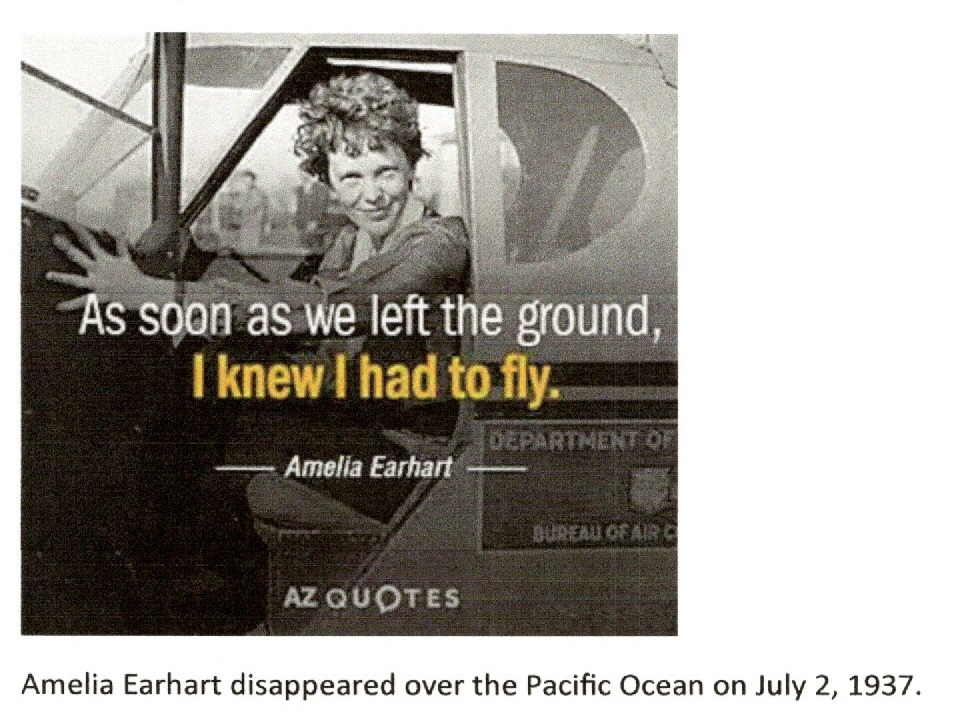 As soon as we left the ground,
I knew I had to fly.
Amelia Earhart
DEPARTMENT OF
BUREAU OF AIR C
AZ QUOTES
Amelia Earhart disappeared over the Pacific Ocean on July 2, 1937.